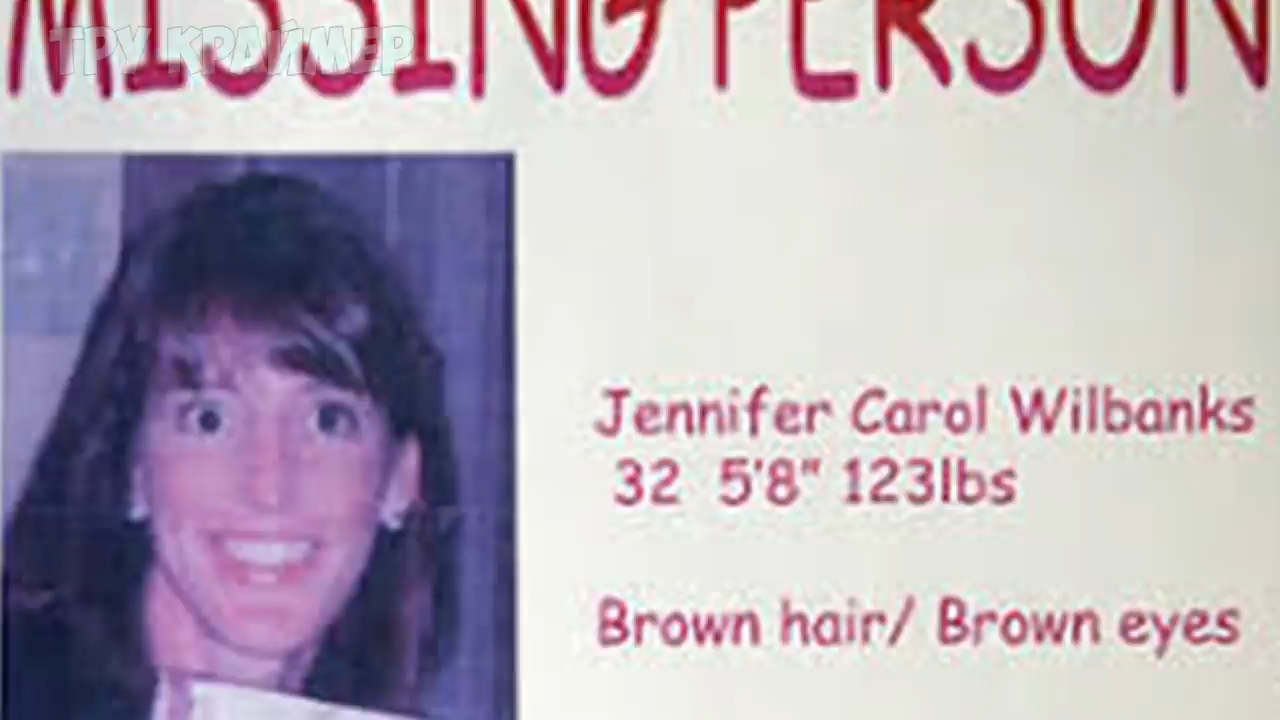 MISSING PERSON
ТРУ КРАЙМЕР
Jennifer Carol Wilbanks
32 5'8" 123lbs
Brown hair/ Brown eyes